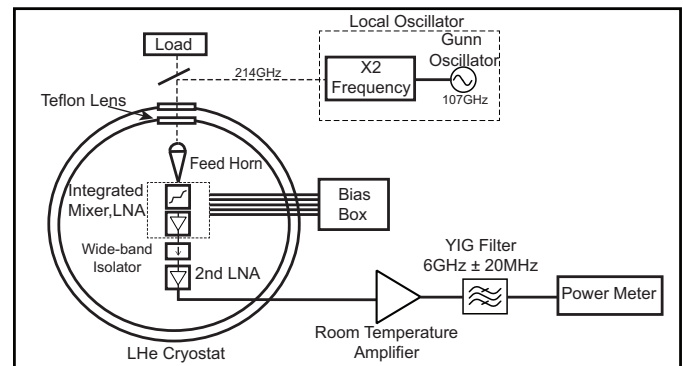 Local Oscillator
Load
Gunn
Oscillator
X2
Frequency
214GHz
107GHz
Teflon Lens
Feed Horn
Integrated
Mixer,LNA
Bias
Box
Wide-band
Isolator
YIG Filter
6GHz ± 20MHz
2nd LNA
Power Meter
Room Temperature
Amplifier
LHe Cryostat